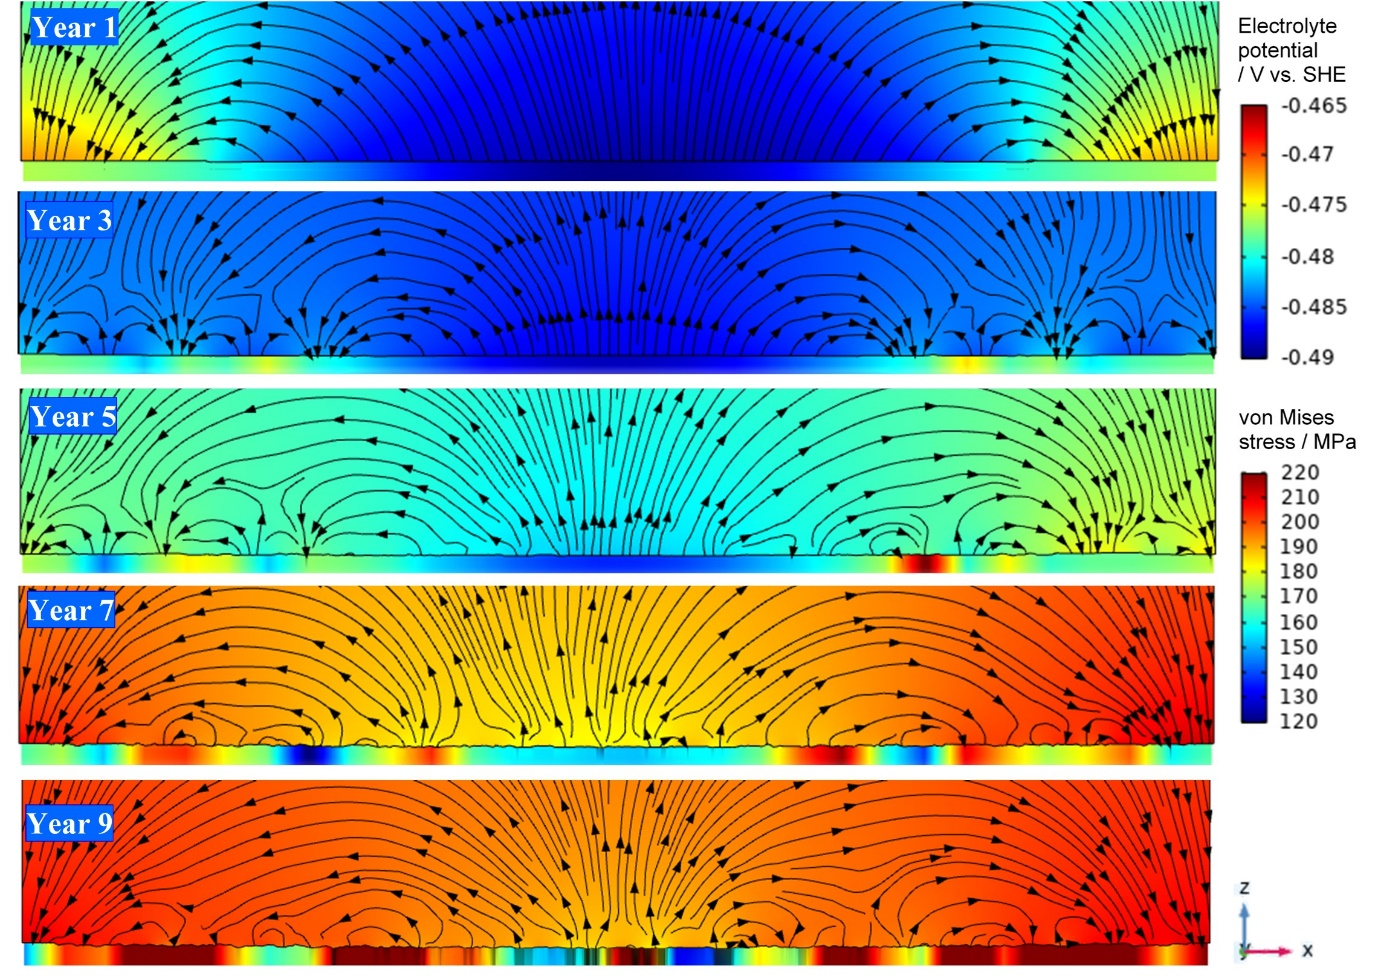 Year 1
Year 3
Year 5
Year 7
Year 9
Electrolyte
potential
/ V vs. SHE
-0.465
-0.47
-0.475
-0.48
-0.485
-0.49
von Mises
stress / MPa
220
210
200
190
180
170
160
150
140
130
120
z
y
x